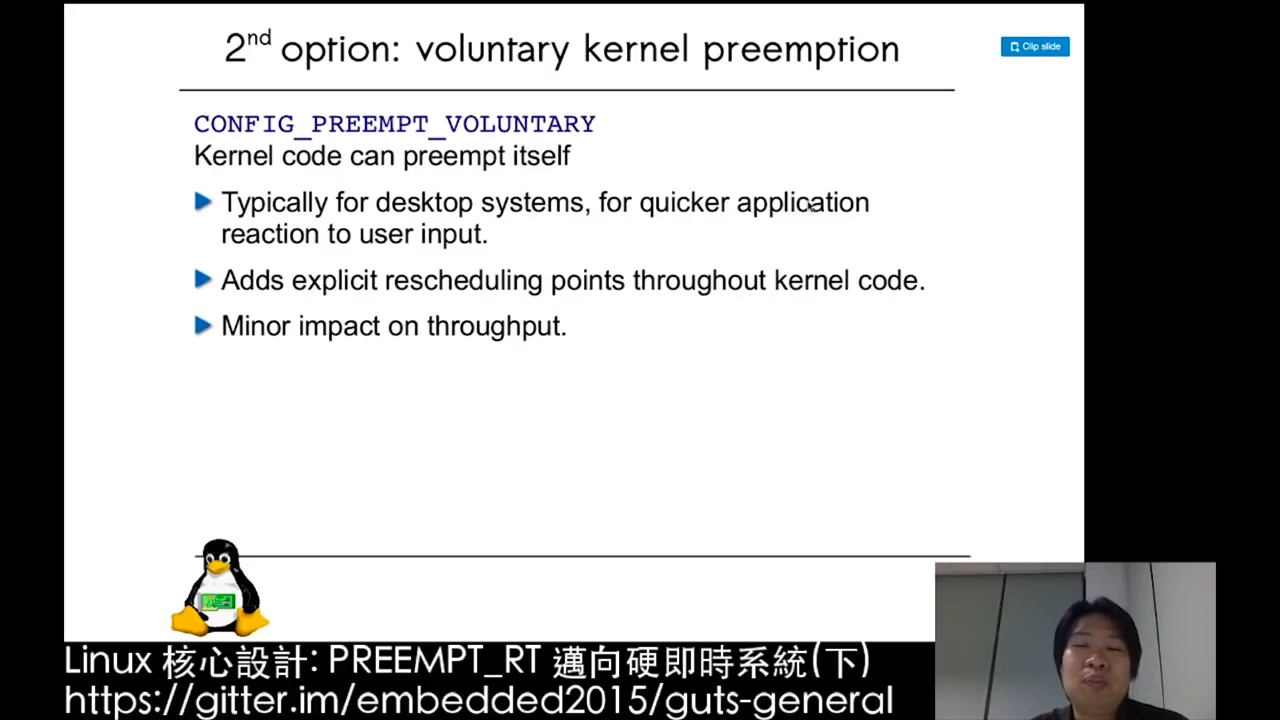 2nd option: voluntary kernel preemption
Clip slide
CONFIG_PREEMPT_VOLUNTARY
Kernel code can preempt itself
Typically for desktop systems, for quicker application
reaction to user input.
Adds explicit rescheduling points throughout kernel code.
Minor impact on throughput.
Linux 核心設計: PREEMPT_RT 邁向硬即時系統(下)
https://gitter.im/embedded2015/guts-general